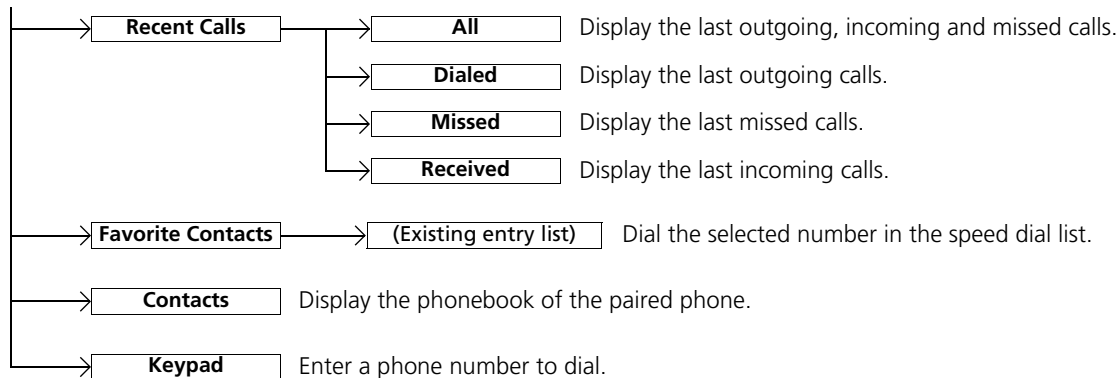 Recent Calls All Display the last outgoing, incoming and missed calls.
Dialed Display the last outgoing calls.
Missed Display the last missed calls.
Received Display the last incoming calls.
Favorite Contacts (Existing entry list) Dial the selected number in the speed dial list.
Contacts Display the phonebook of the paired phone.
Keypad Enter a phone number to dial.